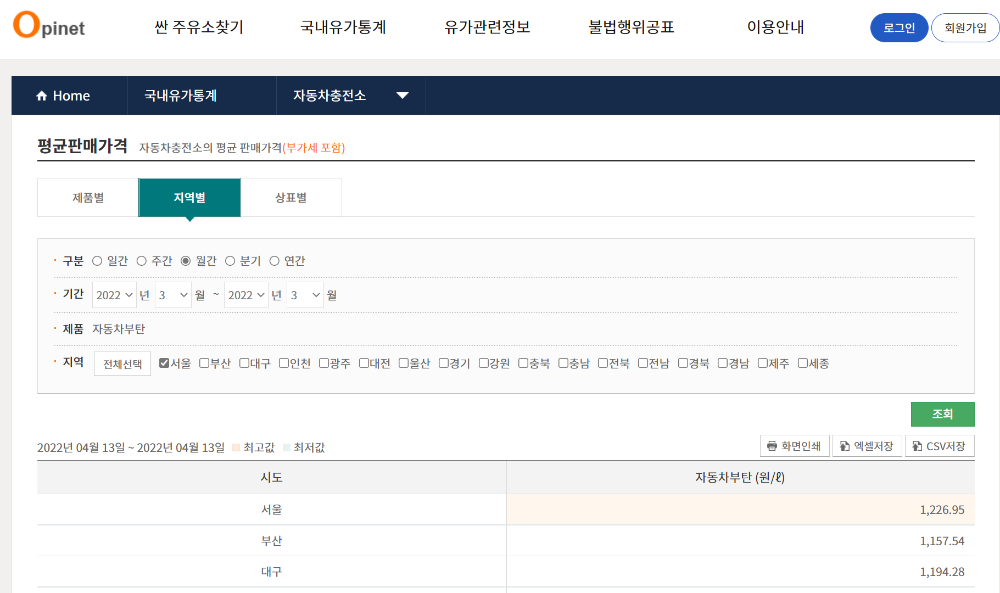 Opinet 싼 주유소찾기 국내유가통계 유가관련정보 불법행위공표 이용안내 로그인 회원가입
Home 국내유가통계 자동차충전소
평균판매가격 자동차충전소의 평균 판매가격(부가세 포함)
제품별 지역별 상표별
구분 일간 주간 월간 분기 연간
기간 2022 년 3 월 ~ 2022 년 3 월
제품 자동차부탄
지역 전체선택 서울 부산 대구 인천 광주 대전 울산 경기 강원 충북 충남 전북 전남 경북 경남 제주 세종
조회
2022년 04월 13일 ~ 2022년 04월 13일 최고값 최저값 화면인쇄 엑셀저장 CSV저장
시도 자동차부탄 (원/ℓ)
서울 1,226.95
부산 1,157.54
대구 1,194.28